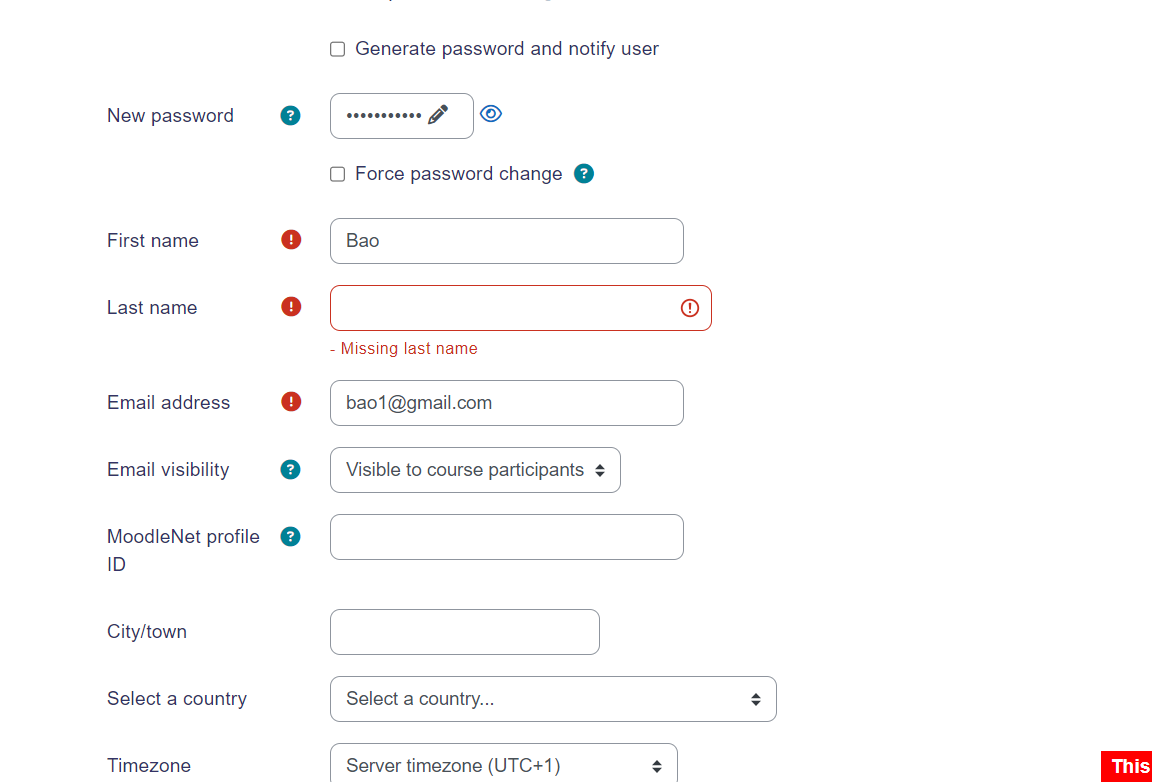 Generate password and notify user
New password
•••••••••••
Force password change
First name
Bao
Last name
- Missing last name
Email address
bao1@gmail.com
Email visibility
Visible to course participants
MoodleNet profile
ID
City/town
Select a country
Select a country...
Timezone
Server timezone (UTC+1)
This